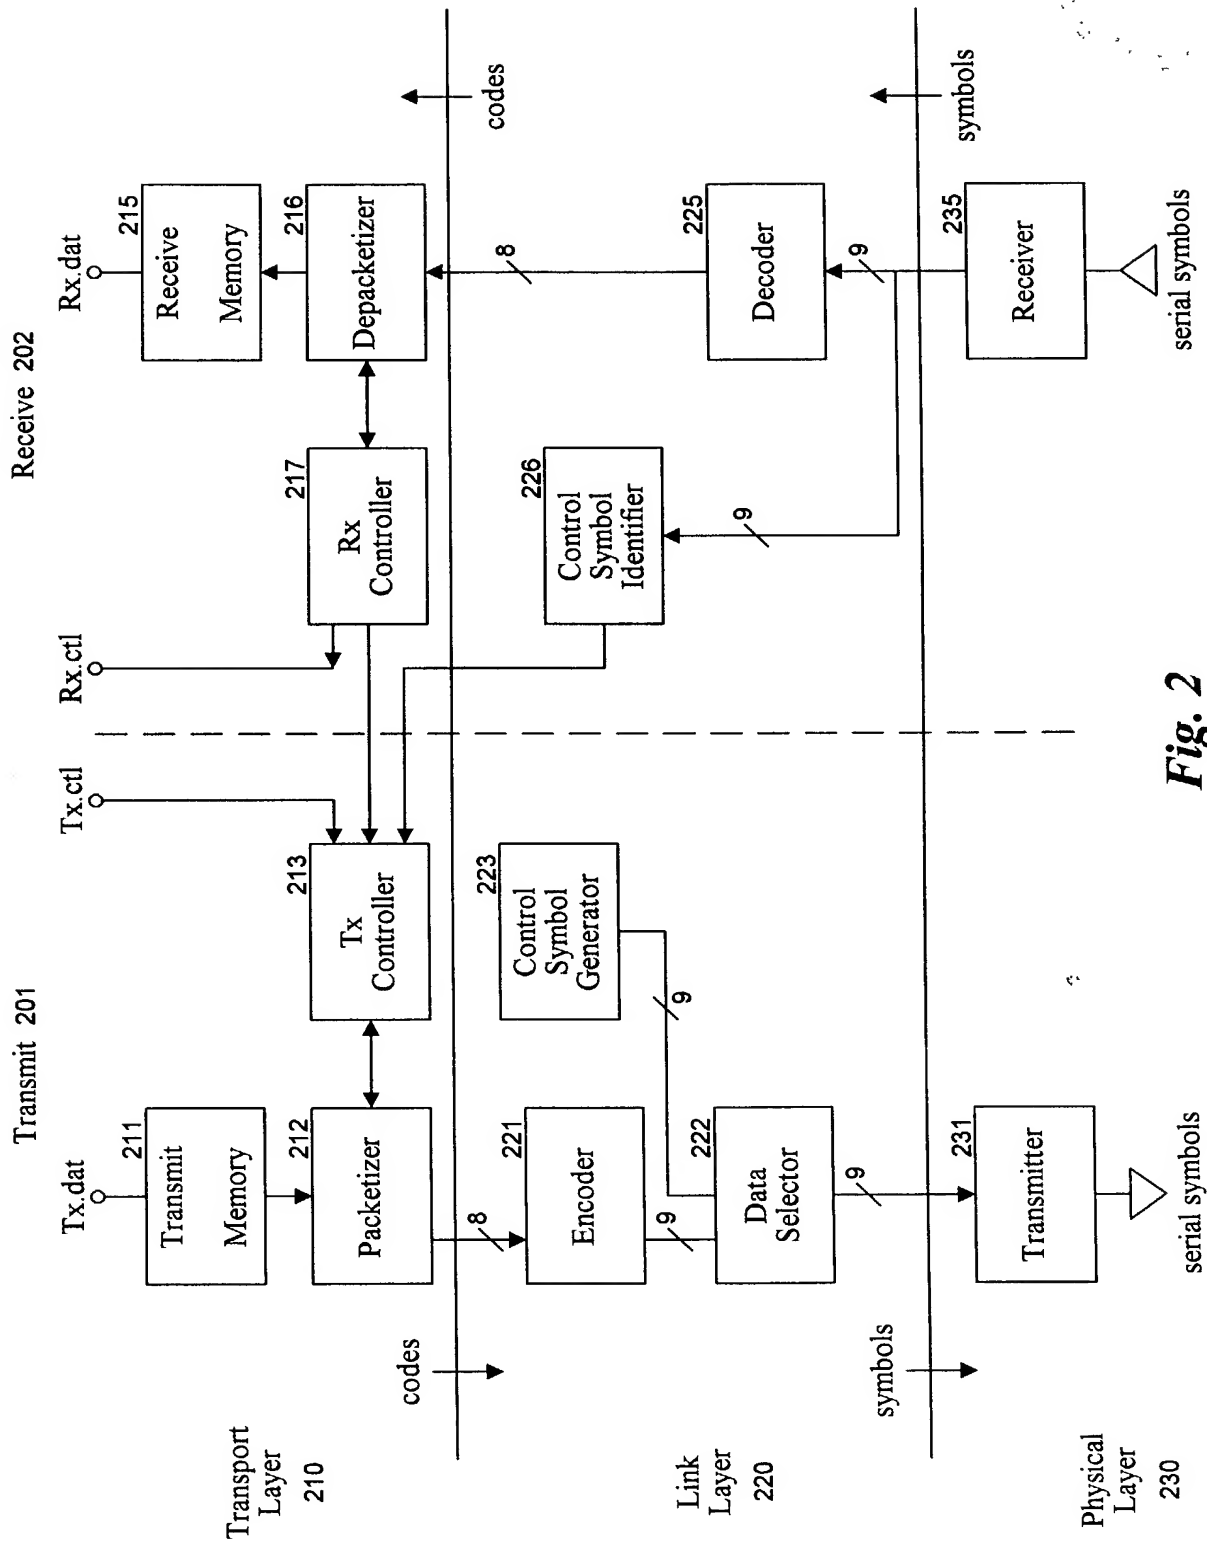 Transmit 201
Receive 202
Tx.dat
Tx.ctl
Rx.ctl
Rx.dat
Transport
Layer
210
211
Transmit
Memory
212
Packetizer
213
Tx
Controller
217
Rx
Controller
215
Receive
Memory
216
Depacketizer
codes
8
8
codes
Link
Layer
220
221
Encoder
9
222
Data
Selector
223
Control
Symbol
Generator
9
226
Control
Symbol
Identifier
9
225
Decoder
9
symbols
9
symbols
Physical
Layer
230
231
Transmitter
serial symbols
235
Receiver
serial symbols
Fig. 2